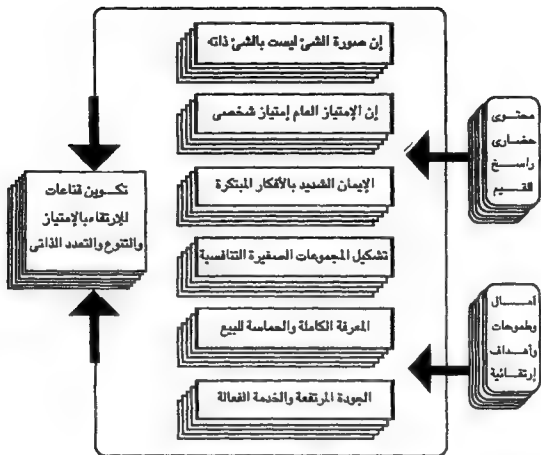 إن صورة الشئ ليست بالشئ ذاته
إن الإمتياز العام إمتياز شخصى
الإيمان الشديد بالأفكار المبتكرة
تشكيل المجموعات الصغيرة التنافسية
المعرفة الكاملة والحماسة للبيع
الجودة المرتفعة والخدمة الفعالة
محتوى
حضارى
راسخ
القيم
آمال
وطموحات
وأهداف
إرتقائية
تكوين قناعات
للإرتقاء بالإمتياز
والتنوع والتعدد الذاتى